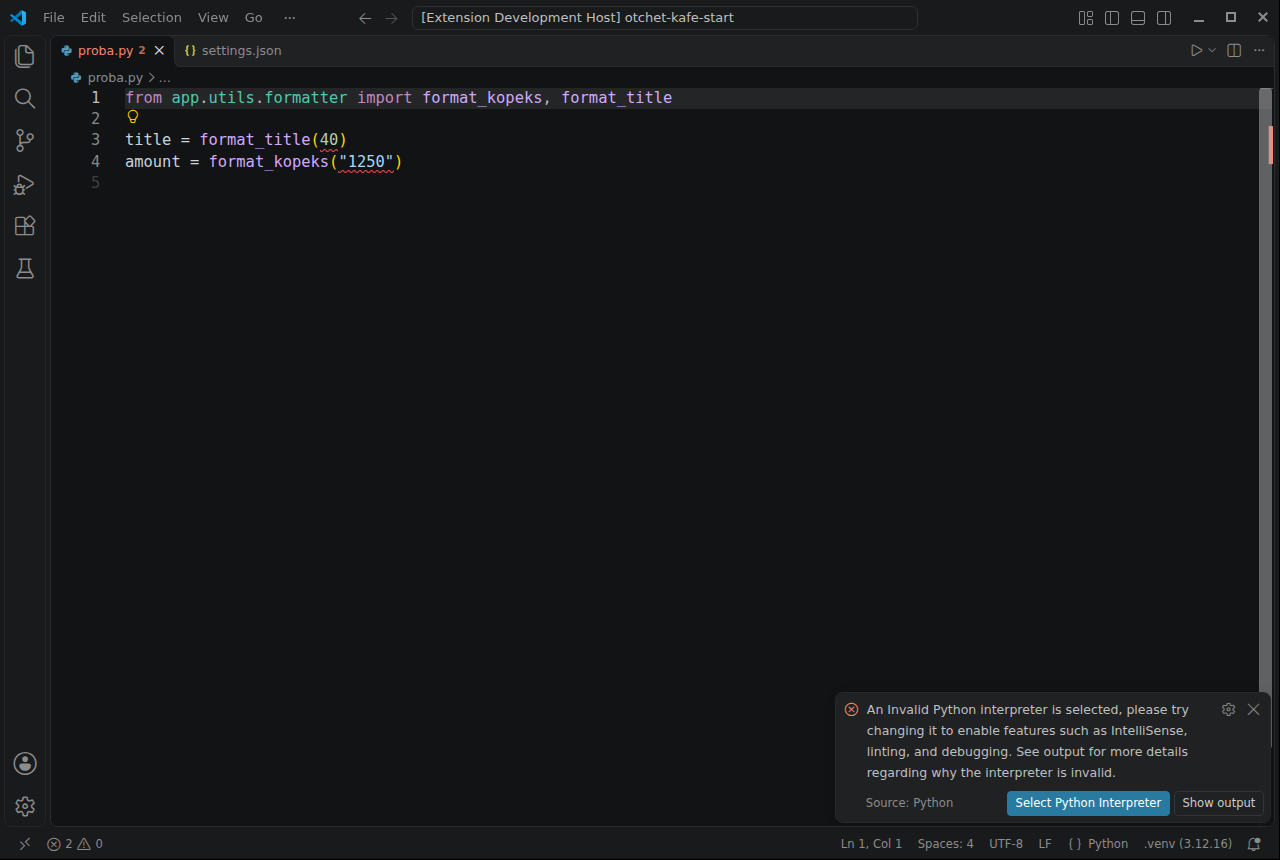 File Edit Selection View Go ··· [Extension Development Host] otchet-kafe-start
proba.py 2 settings.json
proba.py > ...
1 from app.utils.formatter import format_kopeks, format_title
2
3 title = format_title(40)
4 amount = format_kopeks("1250")
5
An Invalid Python interpreter is selected, please try
changing it to enable features such as IntelliSense,
linting, and debugging. See output for more details
regarding why the interpreter is invalid.
Source: Python Select Python Interpreter Show output
2 0 Ln 1, Col 1 Spaces: 4 UTF-8 LF { } Python .venv (3.12.16)